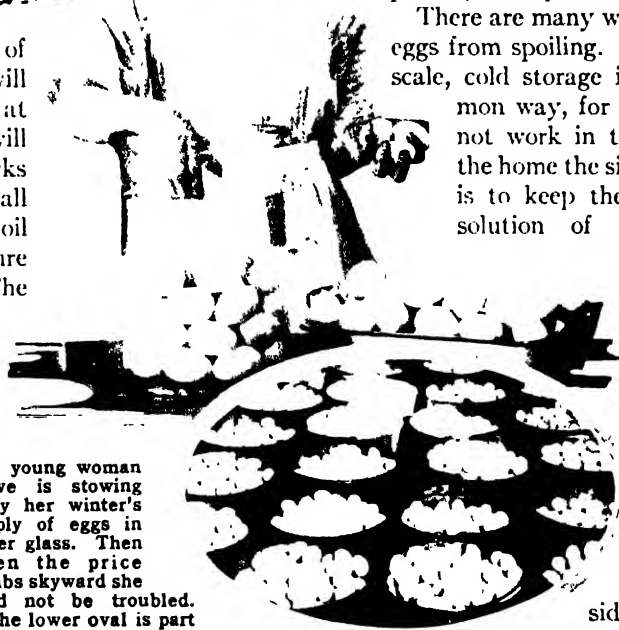 of
will
at
will
ks
all
oil
ure
The
young woman
ve is stowing
y her winter's
ply of eggs in
er glass. Then
en the price
bs skyward she
d not be troubled.
he lower oval is part
There are many w
eggs from spoiling.
scale, cold storage i
mon way, for
not work in t
the home the si
is to keep the
solution of
sid